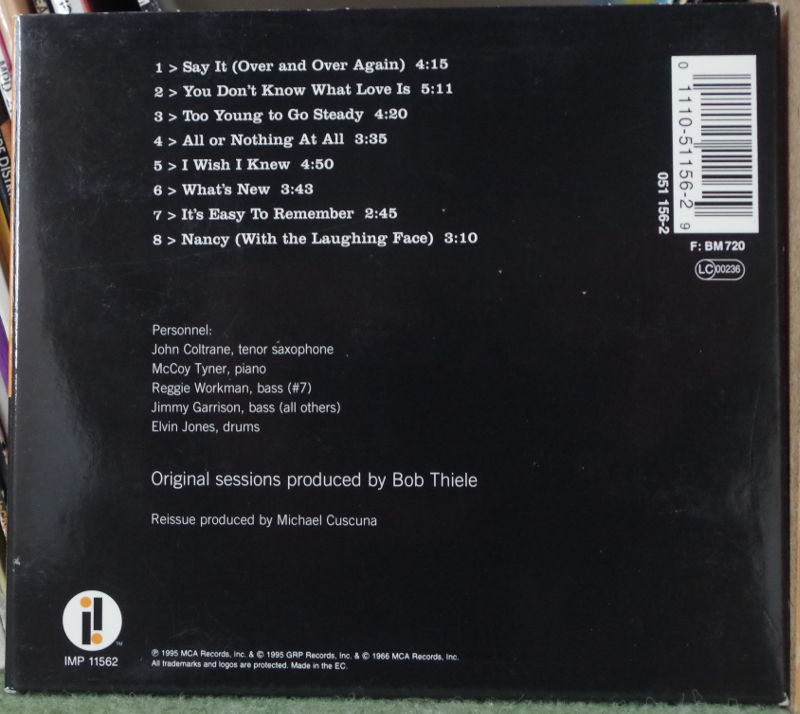 1 > Say It (Over and Over Again) 4:15
2 > You Don't Know What Love Is 5:11
3 > Too Young to Go Steady 4:20
4 > All or Nothing At All 3:35
5 > I Wish I Knew 4:50
6 > What's New 3:43
7 > It's Easy To Remember 2:45
8 > Nancy (With the Laughing Face) 3:10
0 1110-51156-2 9
051 156-2
F: BM 720
LC 00236
Personnel:
John Coltrane, tenor saxophone
McCoy Tyner, piano
Reggie Workman, bass (#7)
Jimmy Garrison, bass (all others)
Elvin Jones, drums
Original sessions produced by Bob Thiele
Reissue produced by Michael Cuscuna
TM
IMP 11562
℗ 1995 MCA Records, Inc. & © 1995 GRP Records, Inc. & © 1966 MCA Records, Inc.
All trademarks and logos are protected. Made in the EC.